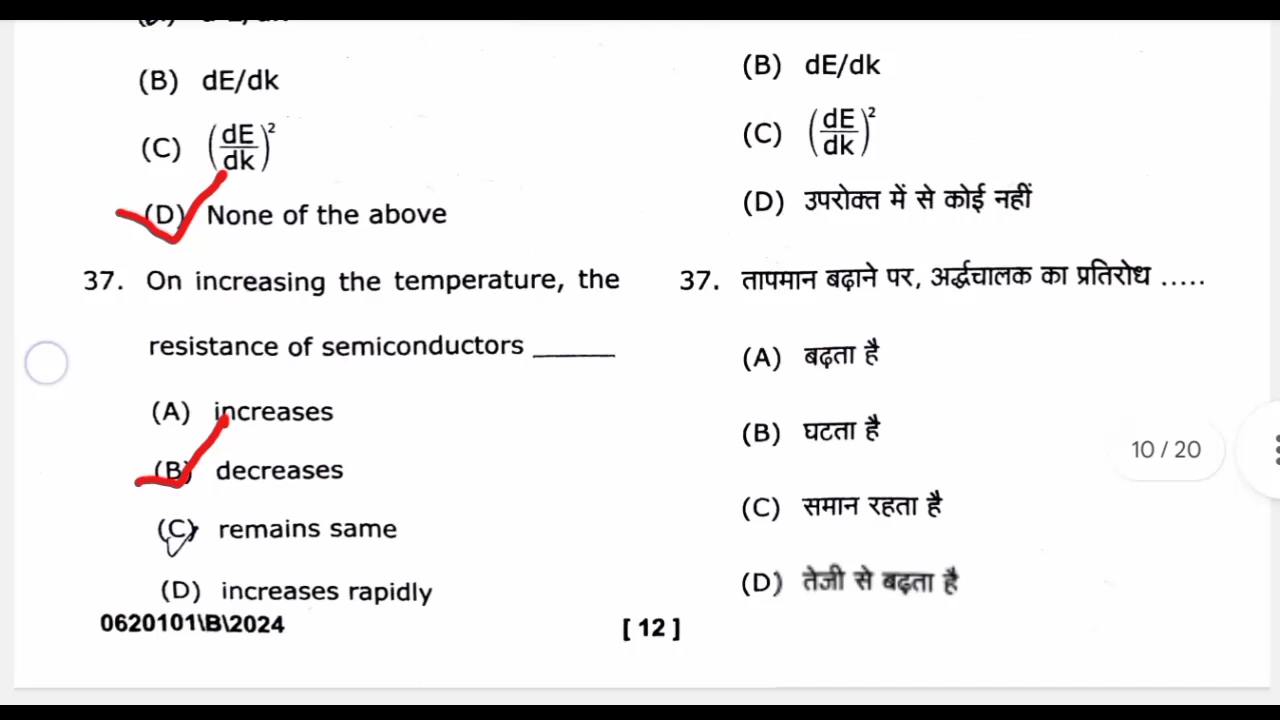 (B) dE/dk
(C) (dE/dk)²
(D) None of the above
37. On increasing the temperature, the
resistance of semiconductors ______
(A) increases
(B) decreases
(C) remains same
(D) increases rapidly
0620101\B\2024
(B) dE/dk
(C) (dE/dk)²
(D) उपरोक्त में से कोई नहीं
37. तापमान बढ़ाने पर, अर्द्धचालक का प्रतिरोध .....
(A) बढ़ता है
(B) घटता है
(C) समान रहता है
(D) तेजी से बढ़ता है
[ 12 ]
10 / 20